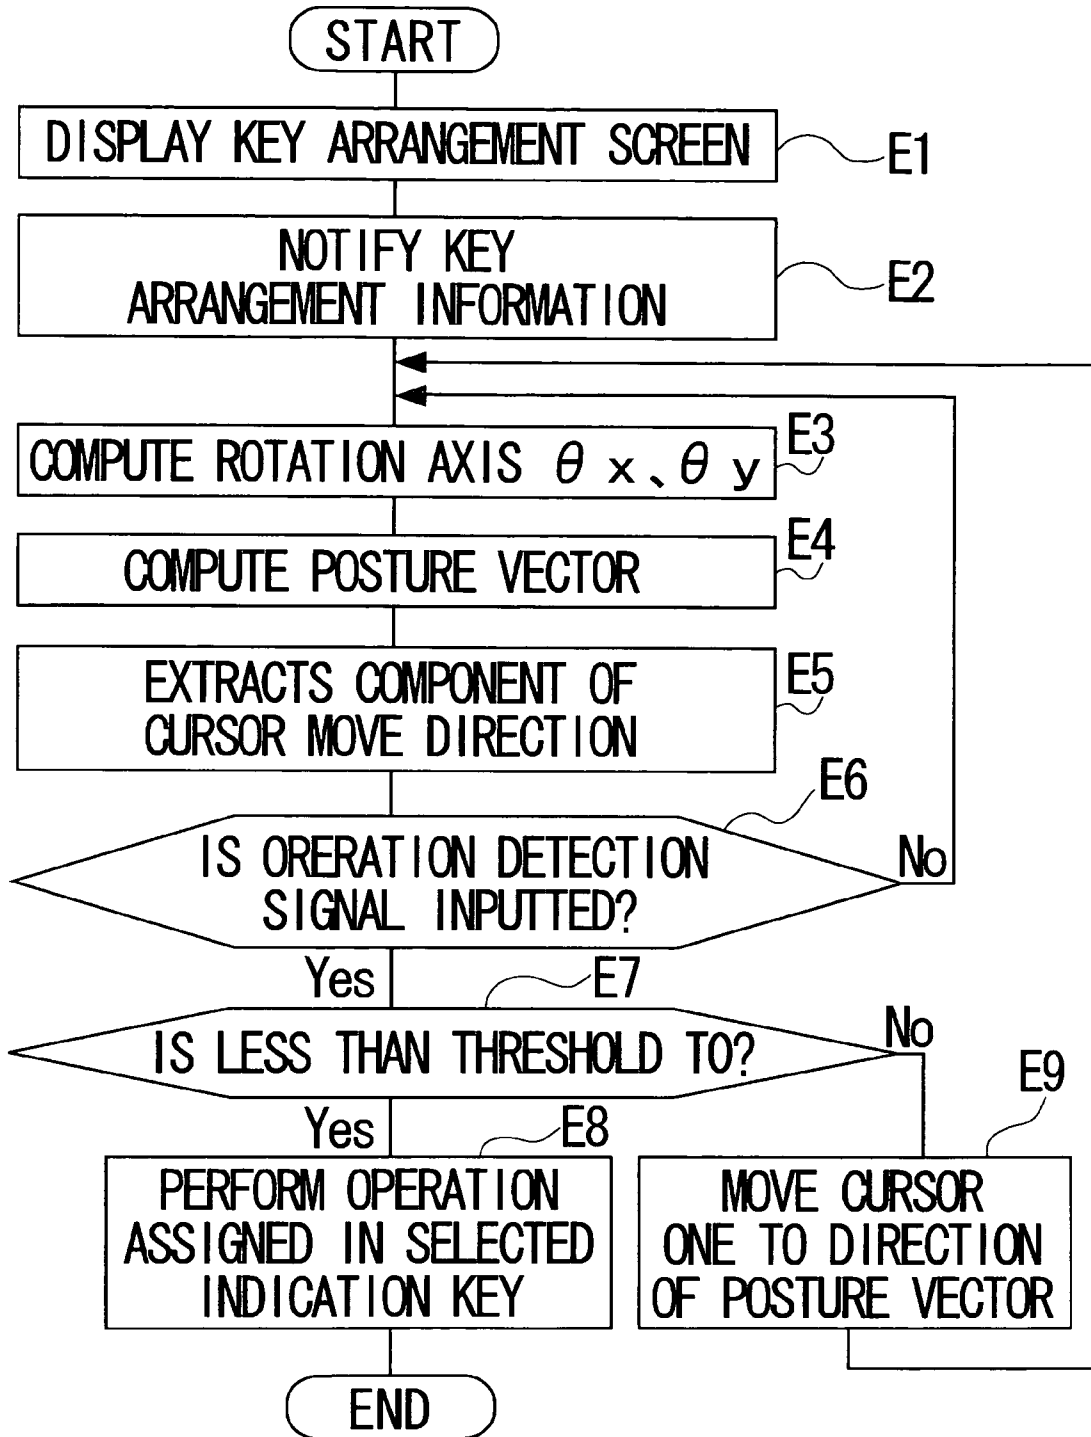 START
DISPLAY KEY ARRANGEMENT SCREEN
E1
NOTIFY KEY
ARRANGEMENT INFORMATION
E2
COMPUTE ROTATION AXIS θx、θy
E3
COMPUTE POSTURE VECTOR
E4
EXTRACTS COMPONENT OF
CURSOR MOVE DIRECTION
E5
E6
IS ORERATION DETECTION
SIGNAL INPUTTED?
No
Yes
E7
IS LESS THAN THRESHOLD TO?
No
Yes
E8
PERFORM OPERATION
ASSIGNED IN SELECTED
INDICATION KEY
E9
MOVE CURSOR
ONE TO DIRECTION
OF POSTURE VECTOR
END